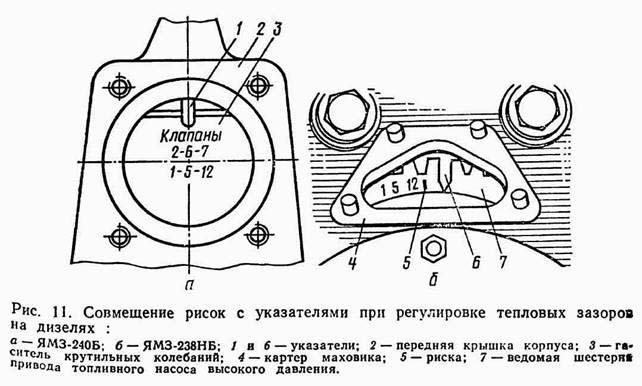 1 2 3
Клапаны
2-6-7
1-5-12
а
1 5 12
4 5 б 6 7
Рис. 11. Совмещение рисок с указателями при регулировке тепловых зазоров
на дизелях :
а — ЯМЗ-240Б; б — ЯМЗ-238НБ; 1 и 6 — указатели; 2 — передняя крышка корпуса; 3 — га-
ситель крутильных колебаний; 4 — картер маховика; 5 — риска; 7 — ведомая шестерня
привода топливного насоса высокого давления.